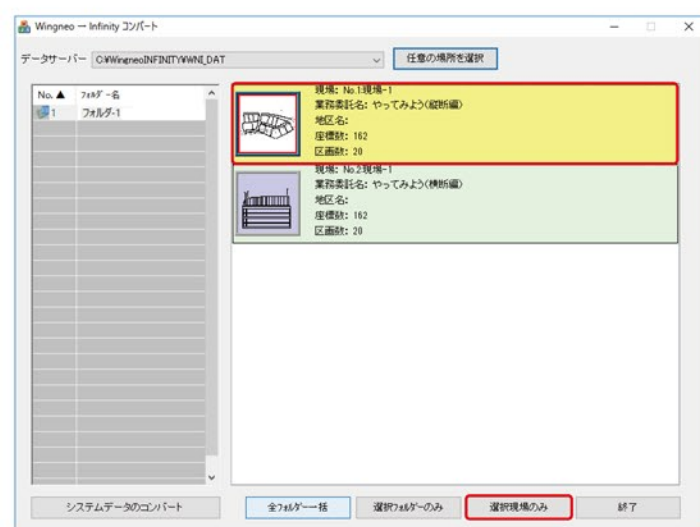 Wingneo ー Infinity コンバート
データサーバー C:¥WingneoINFINITY¥WNI_DAT 任意の場所を選択
No. ▲ フォルダ-名
1 フォルダ-1
現場: No.1:現場-1
業務委託名: やってみよう(縦断編)
地区名:
座標数: 162
区画数: 20
現場: No.2:現場-1
業務委託名: やってみよう(横断編)
地区名:
座標数: 162
区画数: 20
システムデータのコンバート 全フォルダー一括 選択フォルダーのみ 選択現場のみ 終了